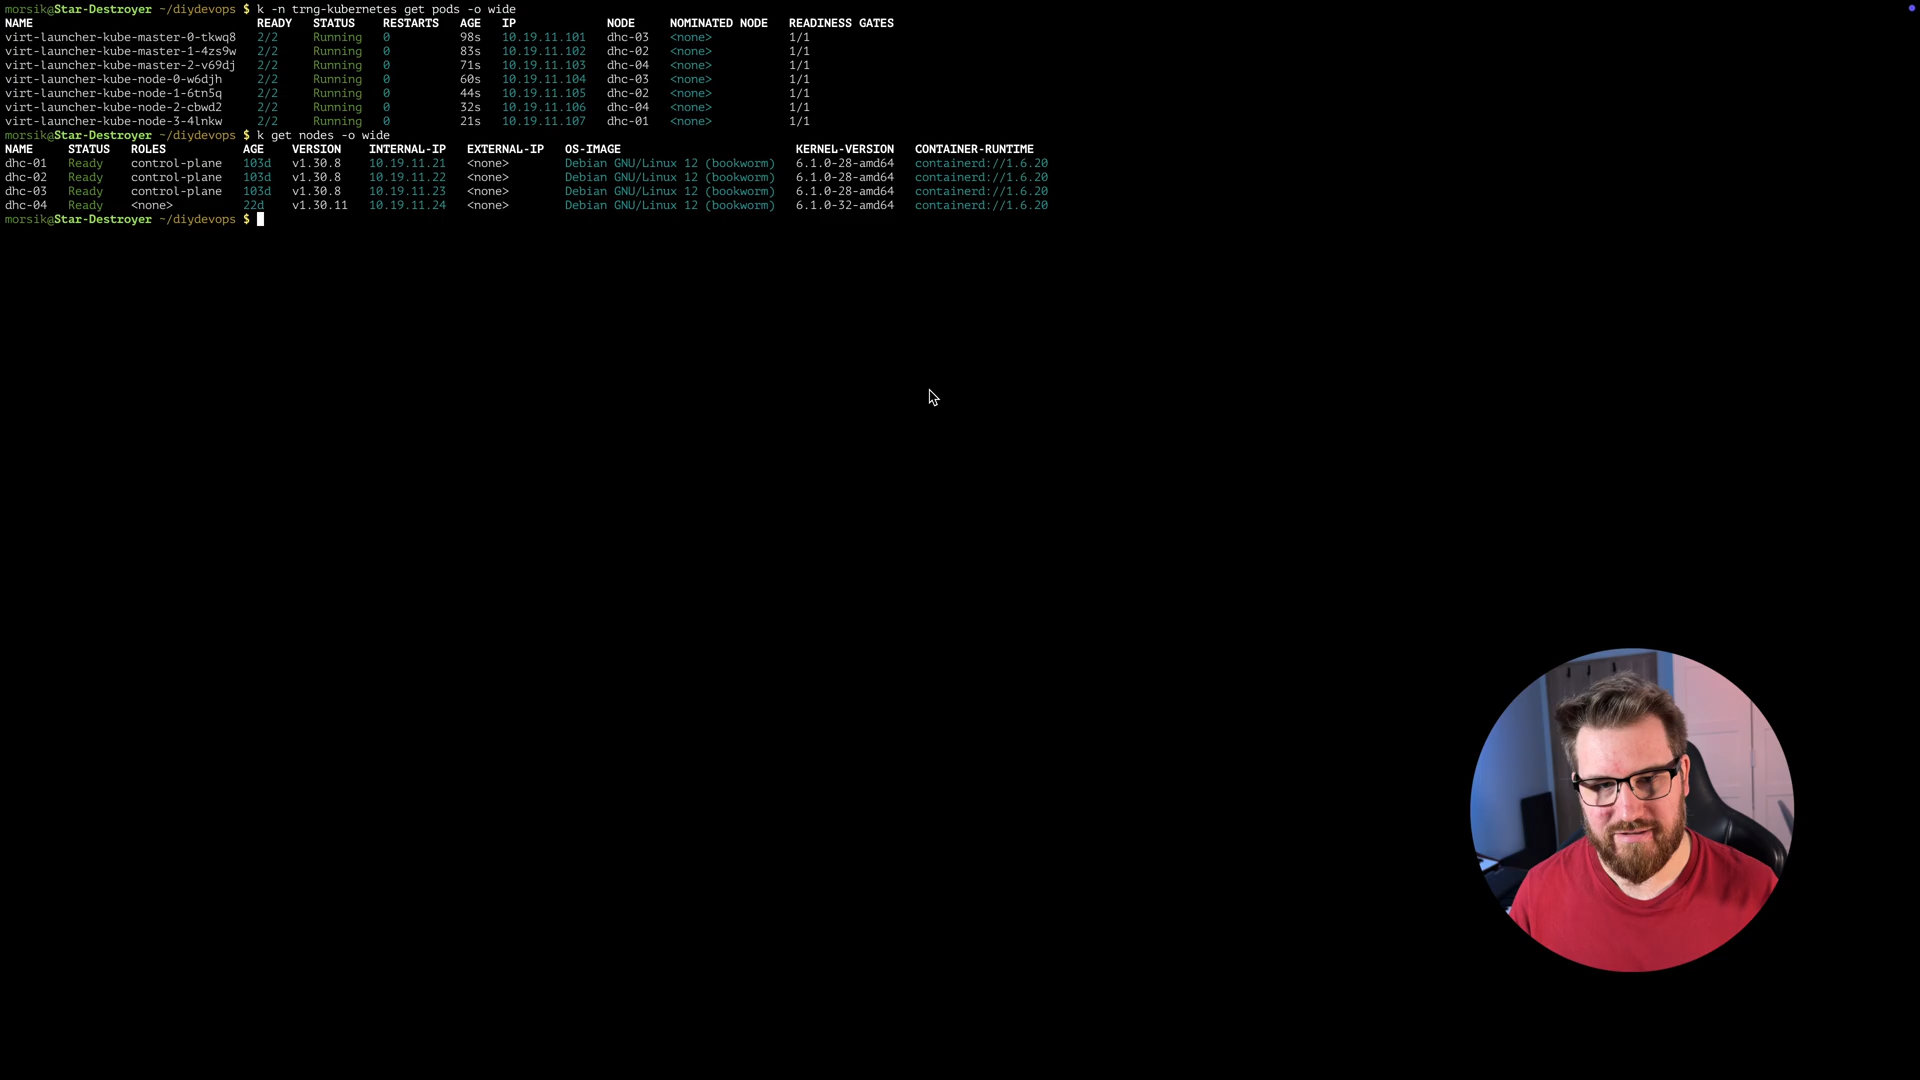 morsik@Star-Destroyer ~/diydevops $ k -n trng-kubernetes get pods -o wide
NAME READY STATUS RESTARTS AGE IP NODE NOMINATED NODE READINESS GATES
virt-launcher-kube-master-0-tkwq8 2/2 Running 0 98s 10.19.11.101 dhc-03 <none> 1/1
virt-launcher-kube-master-1-4zs9w 2/2 Running 0 83s 10.19.11.102 dhc-02 <none> 1/1
virt-launcher-kube-master-2-v69dj 2/2 Running 0 71s 10.19.11.103 dhc-04 <none> 1/1
virt-launcher-kube-node-0-w6djh 2/2 Running 0 60s 10.19.11.104 dhc-03 <none> 1/1
virt-launcher-kube-node-1-6tn5q 2/2 Running 0 44s 10.19.11.105 dhc-02 <none> 1/1
virt-launcher-kube-node-2-cbwd2 2/2 Running 0 32s 10.19.11.106 dhc-04 <none> 1/1
virt-launcher-kube-node-3-4lnkw 2/2 Running 0 21s 10.19.11.107 dhc-01 <none> 1/1
morsik@Star-Destroyer ~/diydevops $ k get nodes -o wide
NAME STATUS ROLES AGE VERSION INTERNAL-IP EXTERNAL-IP OS-IMAGE KERNEL-VERSION CONTAINER-RUNTIME
dhc-01 Ready control-plane 103d v1.30.8 10.19.11.21 <none> Debian GNU/Linux 12 (bookworm) 6.1.0-28-amd64 containerd://1.6.20
dhc-02 Ready control-plane 103d v1.30.8 10.19.11.22 <none> Debian GNU/Linux 12 (bookworm) 6.1.0-28-amd64 containerd://1.6.20
dhc-03 Ready control-plane 103d v1.30.8 10.19.11.23 <none> Debian GNU/Linux 12 (bookworm) 6.1.0-28-amd64 containerd://1.6.20
dhc-04 Ready <none> 22d v1.30.11 10.19.11.24 <none> Debian GNU/Linux 12 (bookworm) 6.1.0-32-amd64 containerd://1.6.20
morsik@Star-Destroyer ~/diydevops $